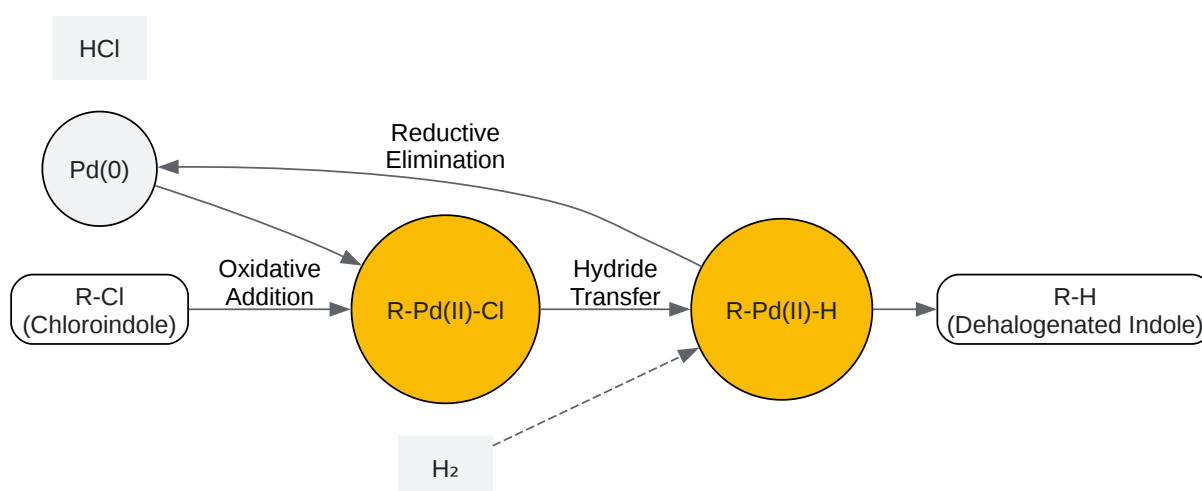 HCl
Reductive
Elimination
Pd(0)
Oxidative
Addition
Hydride
Transfer
R-Cl
(Chloroindole)
R-Pd(II)-Cl
R-Pd(II)-H
R-H
(Dehalogenated Indole)
H₂